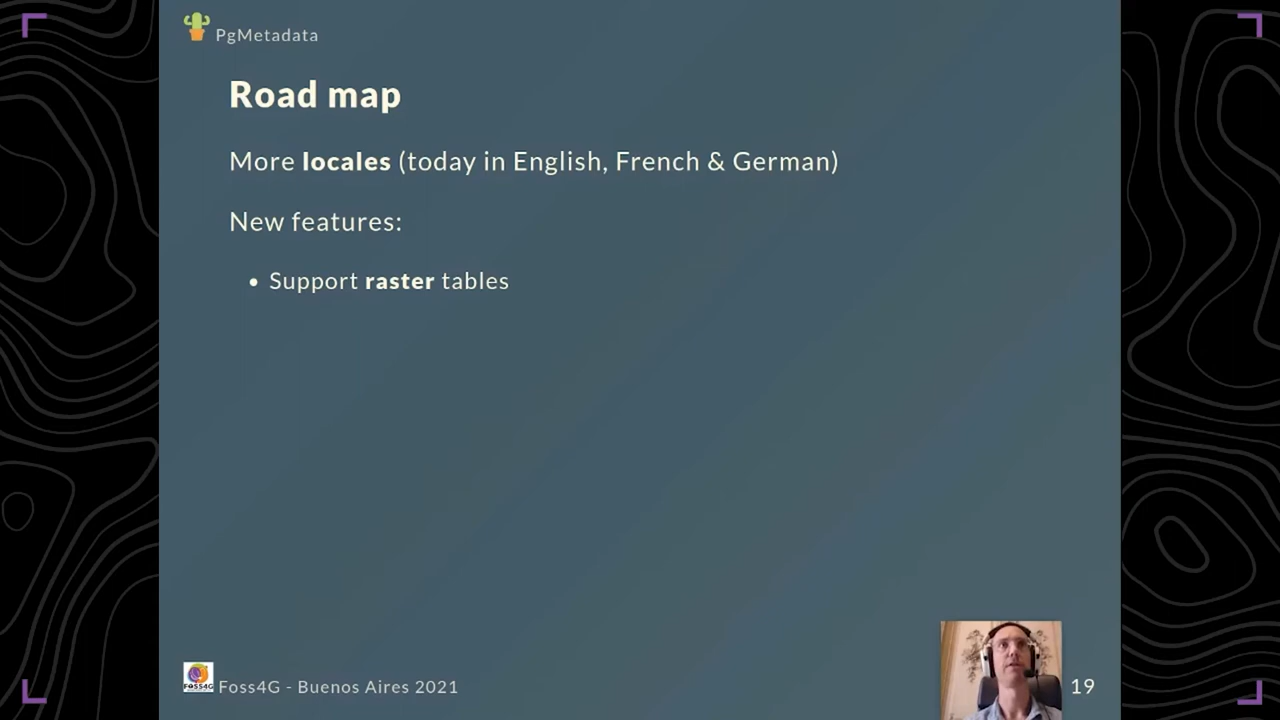 PgMetadata
Road map
More locales (today in English, French & German)
New features:
• Support raster tables
FOSS4G
Foss4G - Buenos Aires 2021
19